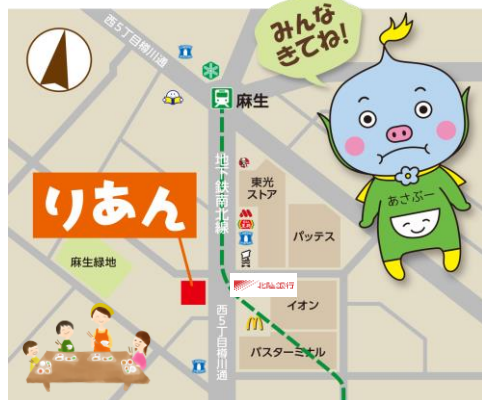 みんな
きてね!
西5丁目樽川通
麻生
地下鉄南北線
東光
ストア
りあん
パッテス
あさぶー
麻生緑地
北陸銀行
イオン
西5丁目樽川通
バスターミナル